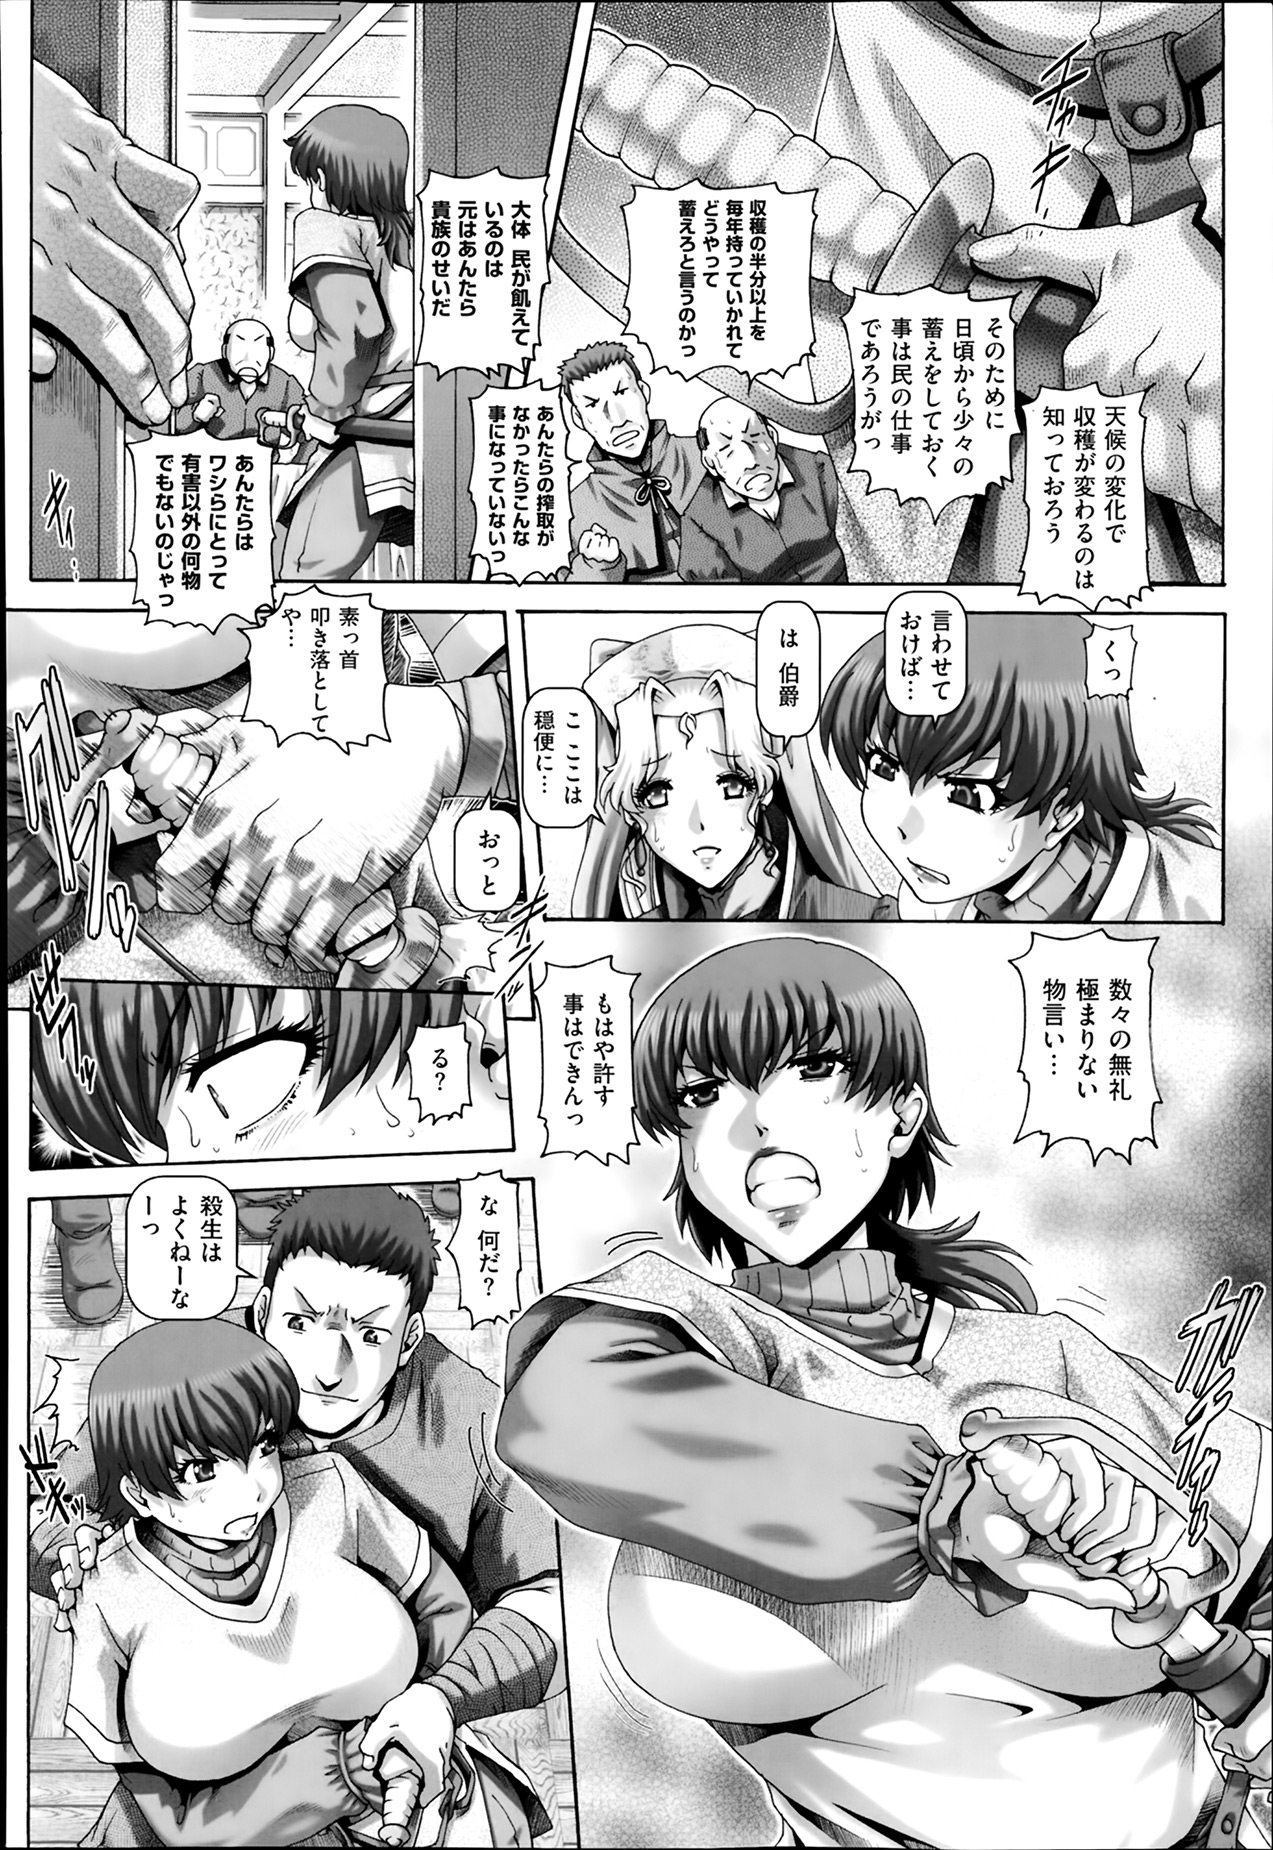 チャキ
天候の変化で
収穫が変わるのは
知っておろう
そのために
日頃から少々の
蓄えをしておく
事は民の仕事
であろうがっ
収穫の半分以上を
毎年持っていかれて
どうやって
蓄えろと言うのかっ
あんたらの搾取が
なかったらこんな
事になっていないっ
大体 民が飢えて
いるのは
元はあんたら
貴族のせいだ
あんたらは
ワシらにとって
有害以外の何物
でもないのじゃっ
キィ…
くっ
言わせて
おけば…
は 伯爵
こ ここは
穏便に…
数々の無礼
極まりない
物言い…
もはや許す
事はできんっ
ガチャッ
素っ首
叩き落として
や…
おっと
る?
な 何だ?
殺生は
よくねーな
ーっ